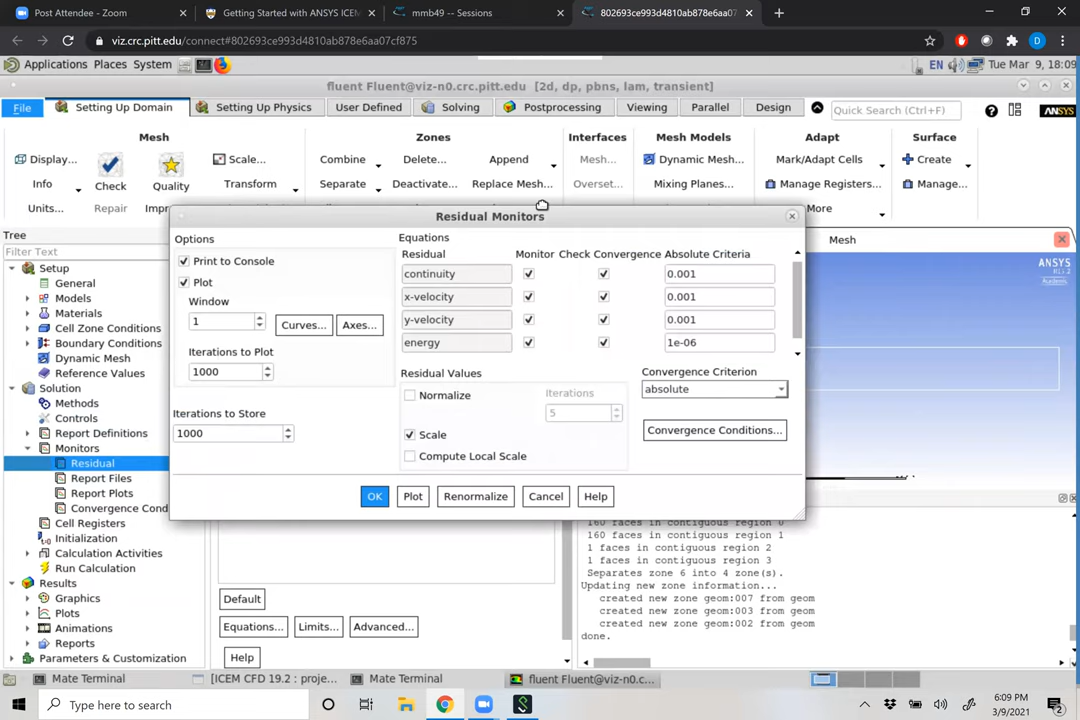 Post Attendee - Zoom
Getting Started with ANSYS ICEM
mmb49 -- Sessions
802693ce993d4810ab878e6aa07
viz.crc.pitt.edu/connect#802693ce993d4810ab878e6aa07cf875
D
Applications Places System
EN
Tue Mar 9, 18:09
fluent Fluent@viz-n0.crc.pitt.edu [2d, dp, pbns, lam, transient]
File
Setting Up Domain
Setting Up Physics
User Defined
Solving
Postprocessing
Viewing
Parallel
Design
Quick Search (Ctrl+F)
ANSYS
Mesh
Zones
Interfaces
Mesh Models
Adapt
Surface
Display...
Scale...
Combine
Delete...
Append
Mesh...
Dynamic Mesh...
Mark/Adapt Cells
Create
Info
Check
Quality
Transform
Separate
Deactivate...
Replace Mesh...
Overset...
Mixing Planes...
Manage Registers...
Manage...
Units...
Repair
Impr
More
Tree
Filter Text
Setup
General
Models
Materials
Cell Zone Conditions
Boundary Conditions
Dynamic Mesh
Reference Values
Solution
Methods
Controls
Report Definitions
Monitors
Residual
Report Files
Report Plots
Convergence Cond
Cell Registers
Initialization
Calculation Activities
Run Calculation
Results
Graphics
Plots
Animations
Reports
Parameters & Customization
Residual Monitors
Options
Print to Console
Plot
Window
1
Curves...
Axes...
Iterations to Plot
1000
Iterations to Store
1000
Equations
Residual Monitor Check Convergence Absolute Criteria
continuity 0.001
x-velocity 0.001
y-velocity 0.001
energy 1e-06
Residual Values
Normalize
Iterations
5
Scale
Compute Local Scale
Convergence Criterion
absolute
Convergence Conditions...
OK
Plot
Renormalize
Cancel
Help
Mesh
ANSYS
Academic
Default
Equations...
Limits...
Advanced...
Help
160 faces in contiguous region 0
160 faces in contiguous region 1
1 faces in contiguous region 2
1 faces in contiguous region 3
Separates zone 6 into 4 zone(s).
Updating new zone information...
created new zone geom:007 from geom
created new zone geom:003 from geom
created new zone geom:002 from geom
done.
Mate Terminal
[ICEM CFD 19.2 : proje...
Mate Terminal
fluent Fluent@viz-n0.c...
Type here to search
6:09 PM
3/9/2021
2